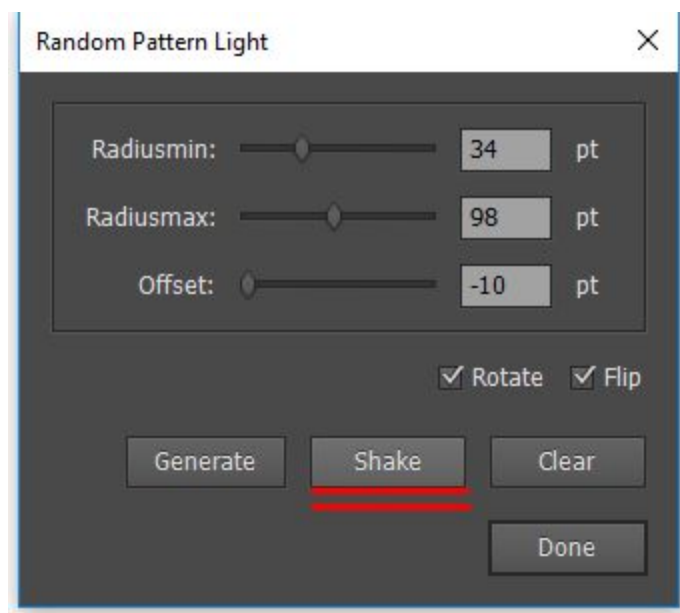 Random Pattern Light
Radiusmin: 34 pt
Radiusmax: 98 pt
Offset: -10 pt
Rotate Flip
Generate Shake Clear
Done